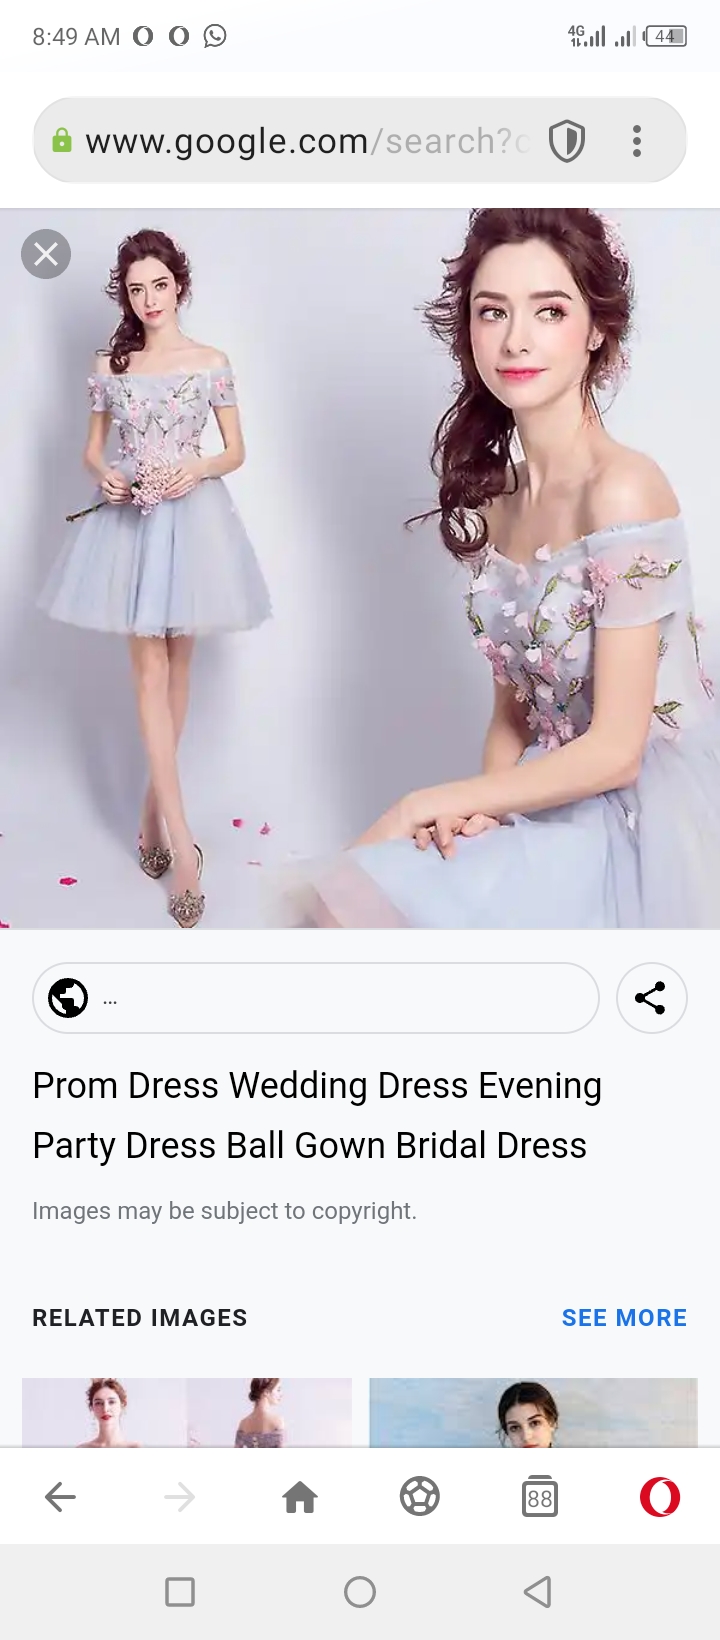 8:49 AM
4G
44
www.google.com/search?
...
Prom Dress Wedding Dress Evening
Party Dress Ball Gown Bridal Dress
Images may be subject to copyright.
RELATED IMAGES
SEE MORE
88